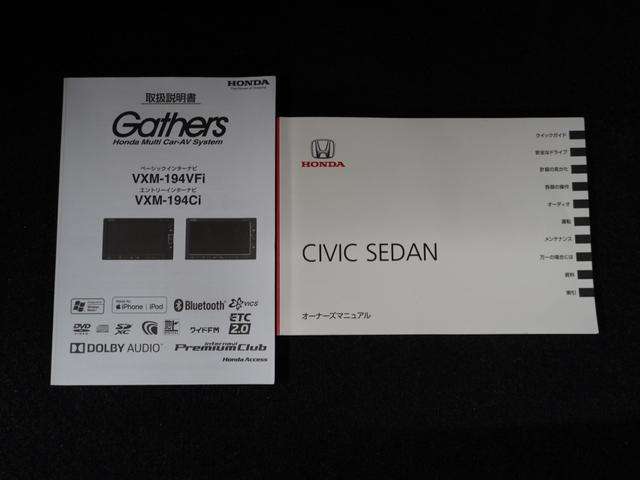 HONDA
The Power of Dreams
取扱説明書
Gathers
Honda Multi Car-AV System
ベーシックインターナビ
VXM-194VFi
エントリーインターナビ
VXM-194Ci
Made for
iPhone | iPod
Bluetooth
VICS
DVD
VIDEO
SD
XC
ワイドFM
ETC
2.0
DOLBY AUDIO
internavi
PremiumClub
Honda Access
HONDA
CIVIC SEDAN
オーナーズマニュアル
クイックガイド
安全なドライブ
計器の見かた
各部の操作
オーディオ
運転
メンテナンス
万一の場合には
資料
索引